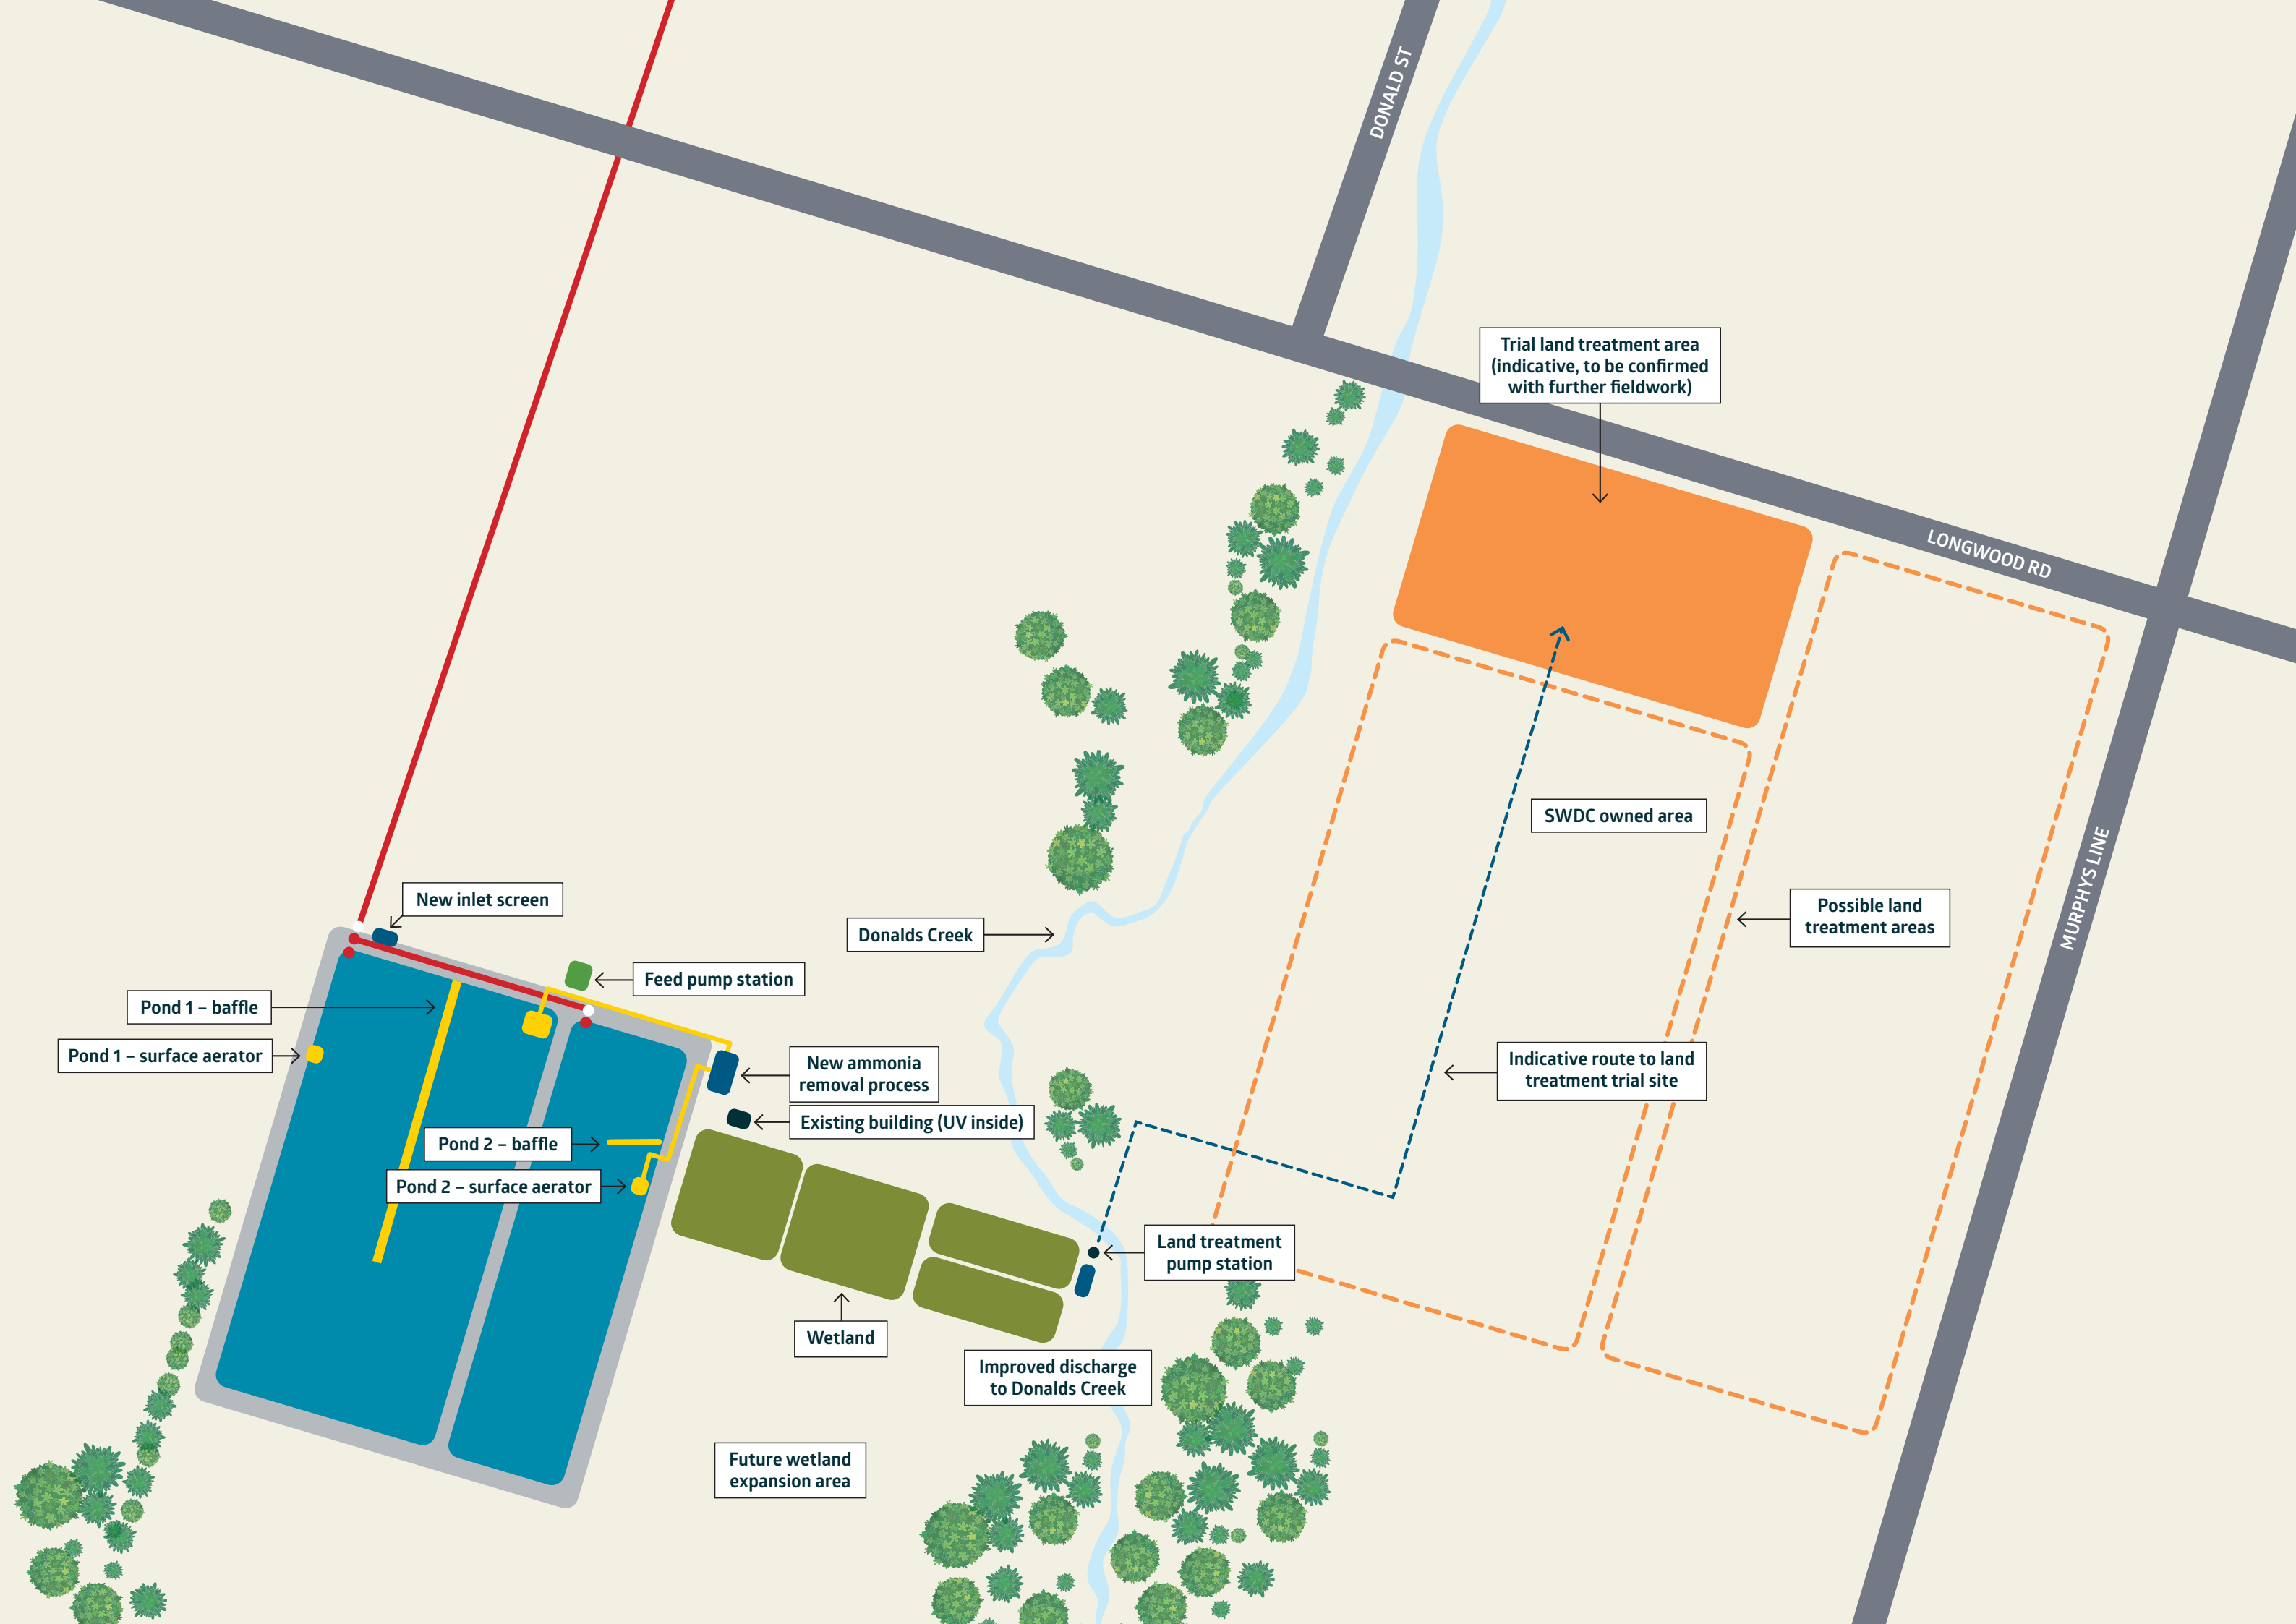 DONALD ST
Trial land treatment area
(indicative, to be confirmed
with further fieldwork)
LONGWOOD RD
SWDC owned area
MURPHYS LINE
New inlet screen
Possible land
treatment areas
Donalds Creek
Feed pump station
Pond 1 – baffle
Pond 1 – surface aerator
New ammonia
removal process
Indicative route to land
treatment trial site
Existing building (UV inside)
Pond 2 – baffle
Pond 2 – surface aerator
Land treatment
pump station
Wetland
Improved discharge
to Donalds Creek
Future wetland
expansion area